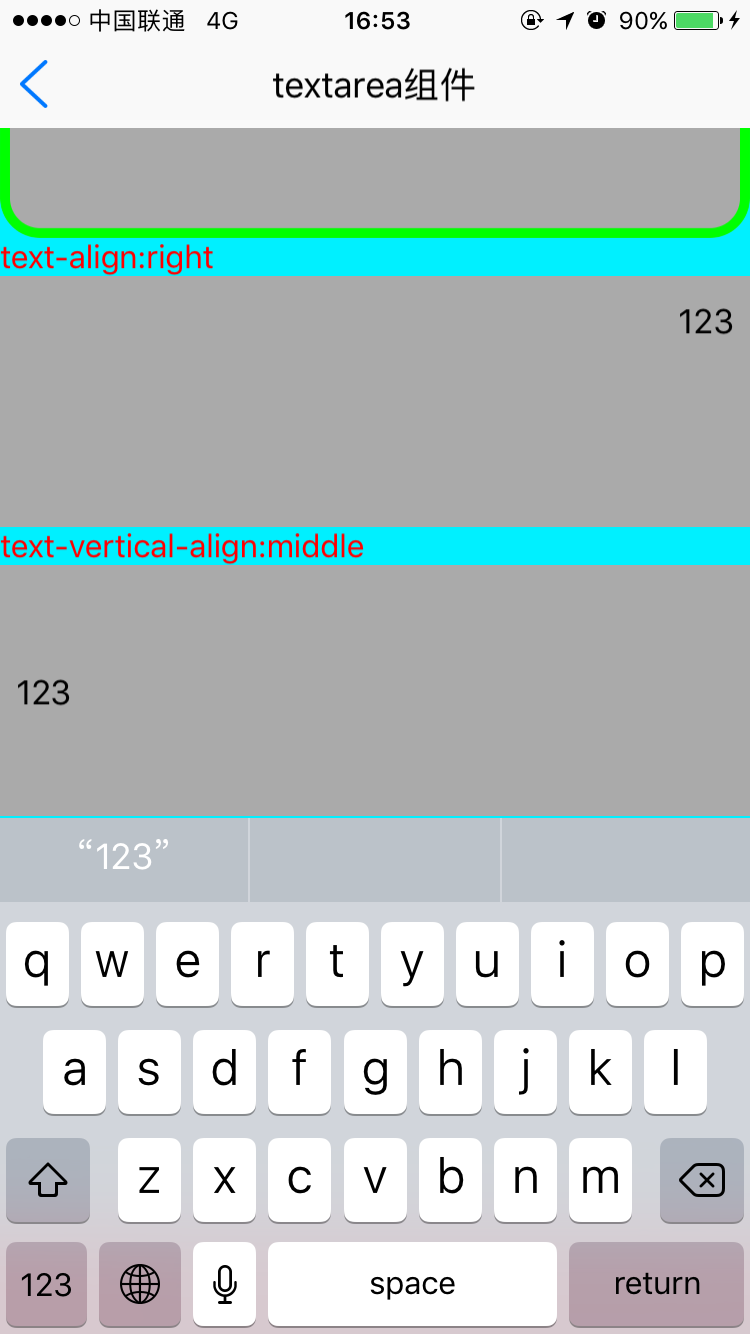 中国联通 4G 16:53 90%
textarea组件
text-align:right
123
text-vertical-align:middle
123
“123”
q w e r t y u i o p
a s d f g h j k l
z x c v b n m
123 space return